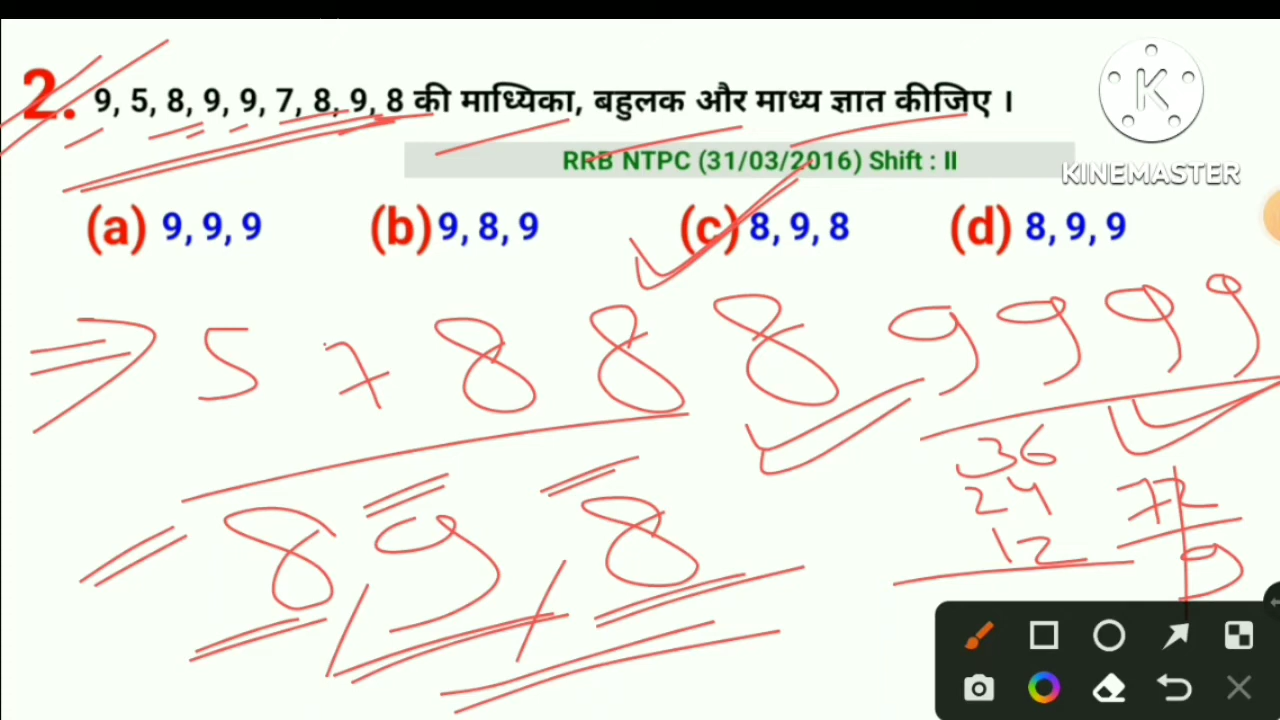 2. 9, 5, 8, 9, 9, 7, 8, 9, 8 की माध्यिका, बहुलक और माध्य ज्ञात कीजिए ।
K
KINEMASTER
RRB NTPC (31/03/2016) Shift : II
(a) 9, 9, 9 (b) 9, 8, 9 (c) 8, 9, 8 (d) 8, 9, 9
⇒ 5 7 8 8 8 9 9 9 9
36
24 72
12 9
= 8, 9, 8